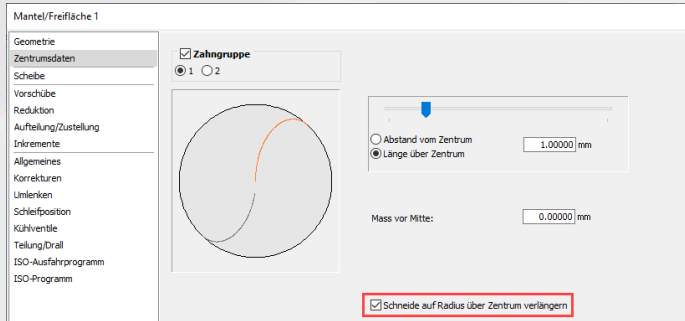 Mantel/Freifläche 1
Geometrie
Zentrumsdaten
Scheibe
Vorschübe
Reduktion
Aufteilung/Zustellung
Inkremente
Allgemeines
Korrekturen
Umlenken
Schleifposition
Kühlventile
Teilung/Drall
ISO-Ausfahrprogramm
ISO-Programm
Zahngruppe
1 2
Abstand vom Zentrum
Länge über Zentrum
1.00000 mm
Mass vor Mitte: 0.00000 mm
Schneide auf Radius über Zentrum verlängern